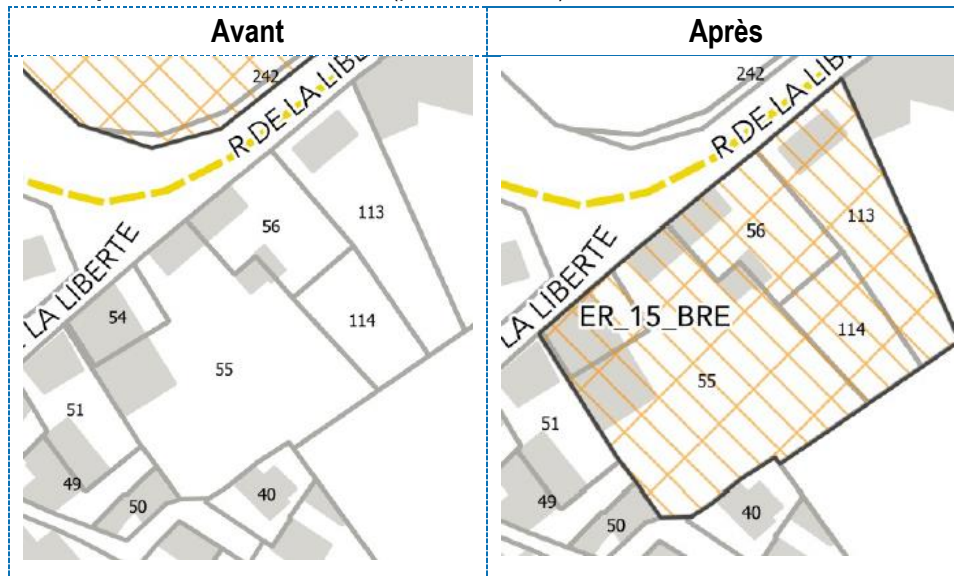 Avant
Après
242
R DE LA LIBE
113
56
LA LIBERTE
54
114
55
51
49
50
40
242
R DE LA LIBE
113
56
LA LIBERTE
ER_15_BRE
114
55
51
49
50
40